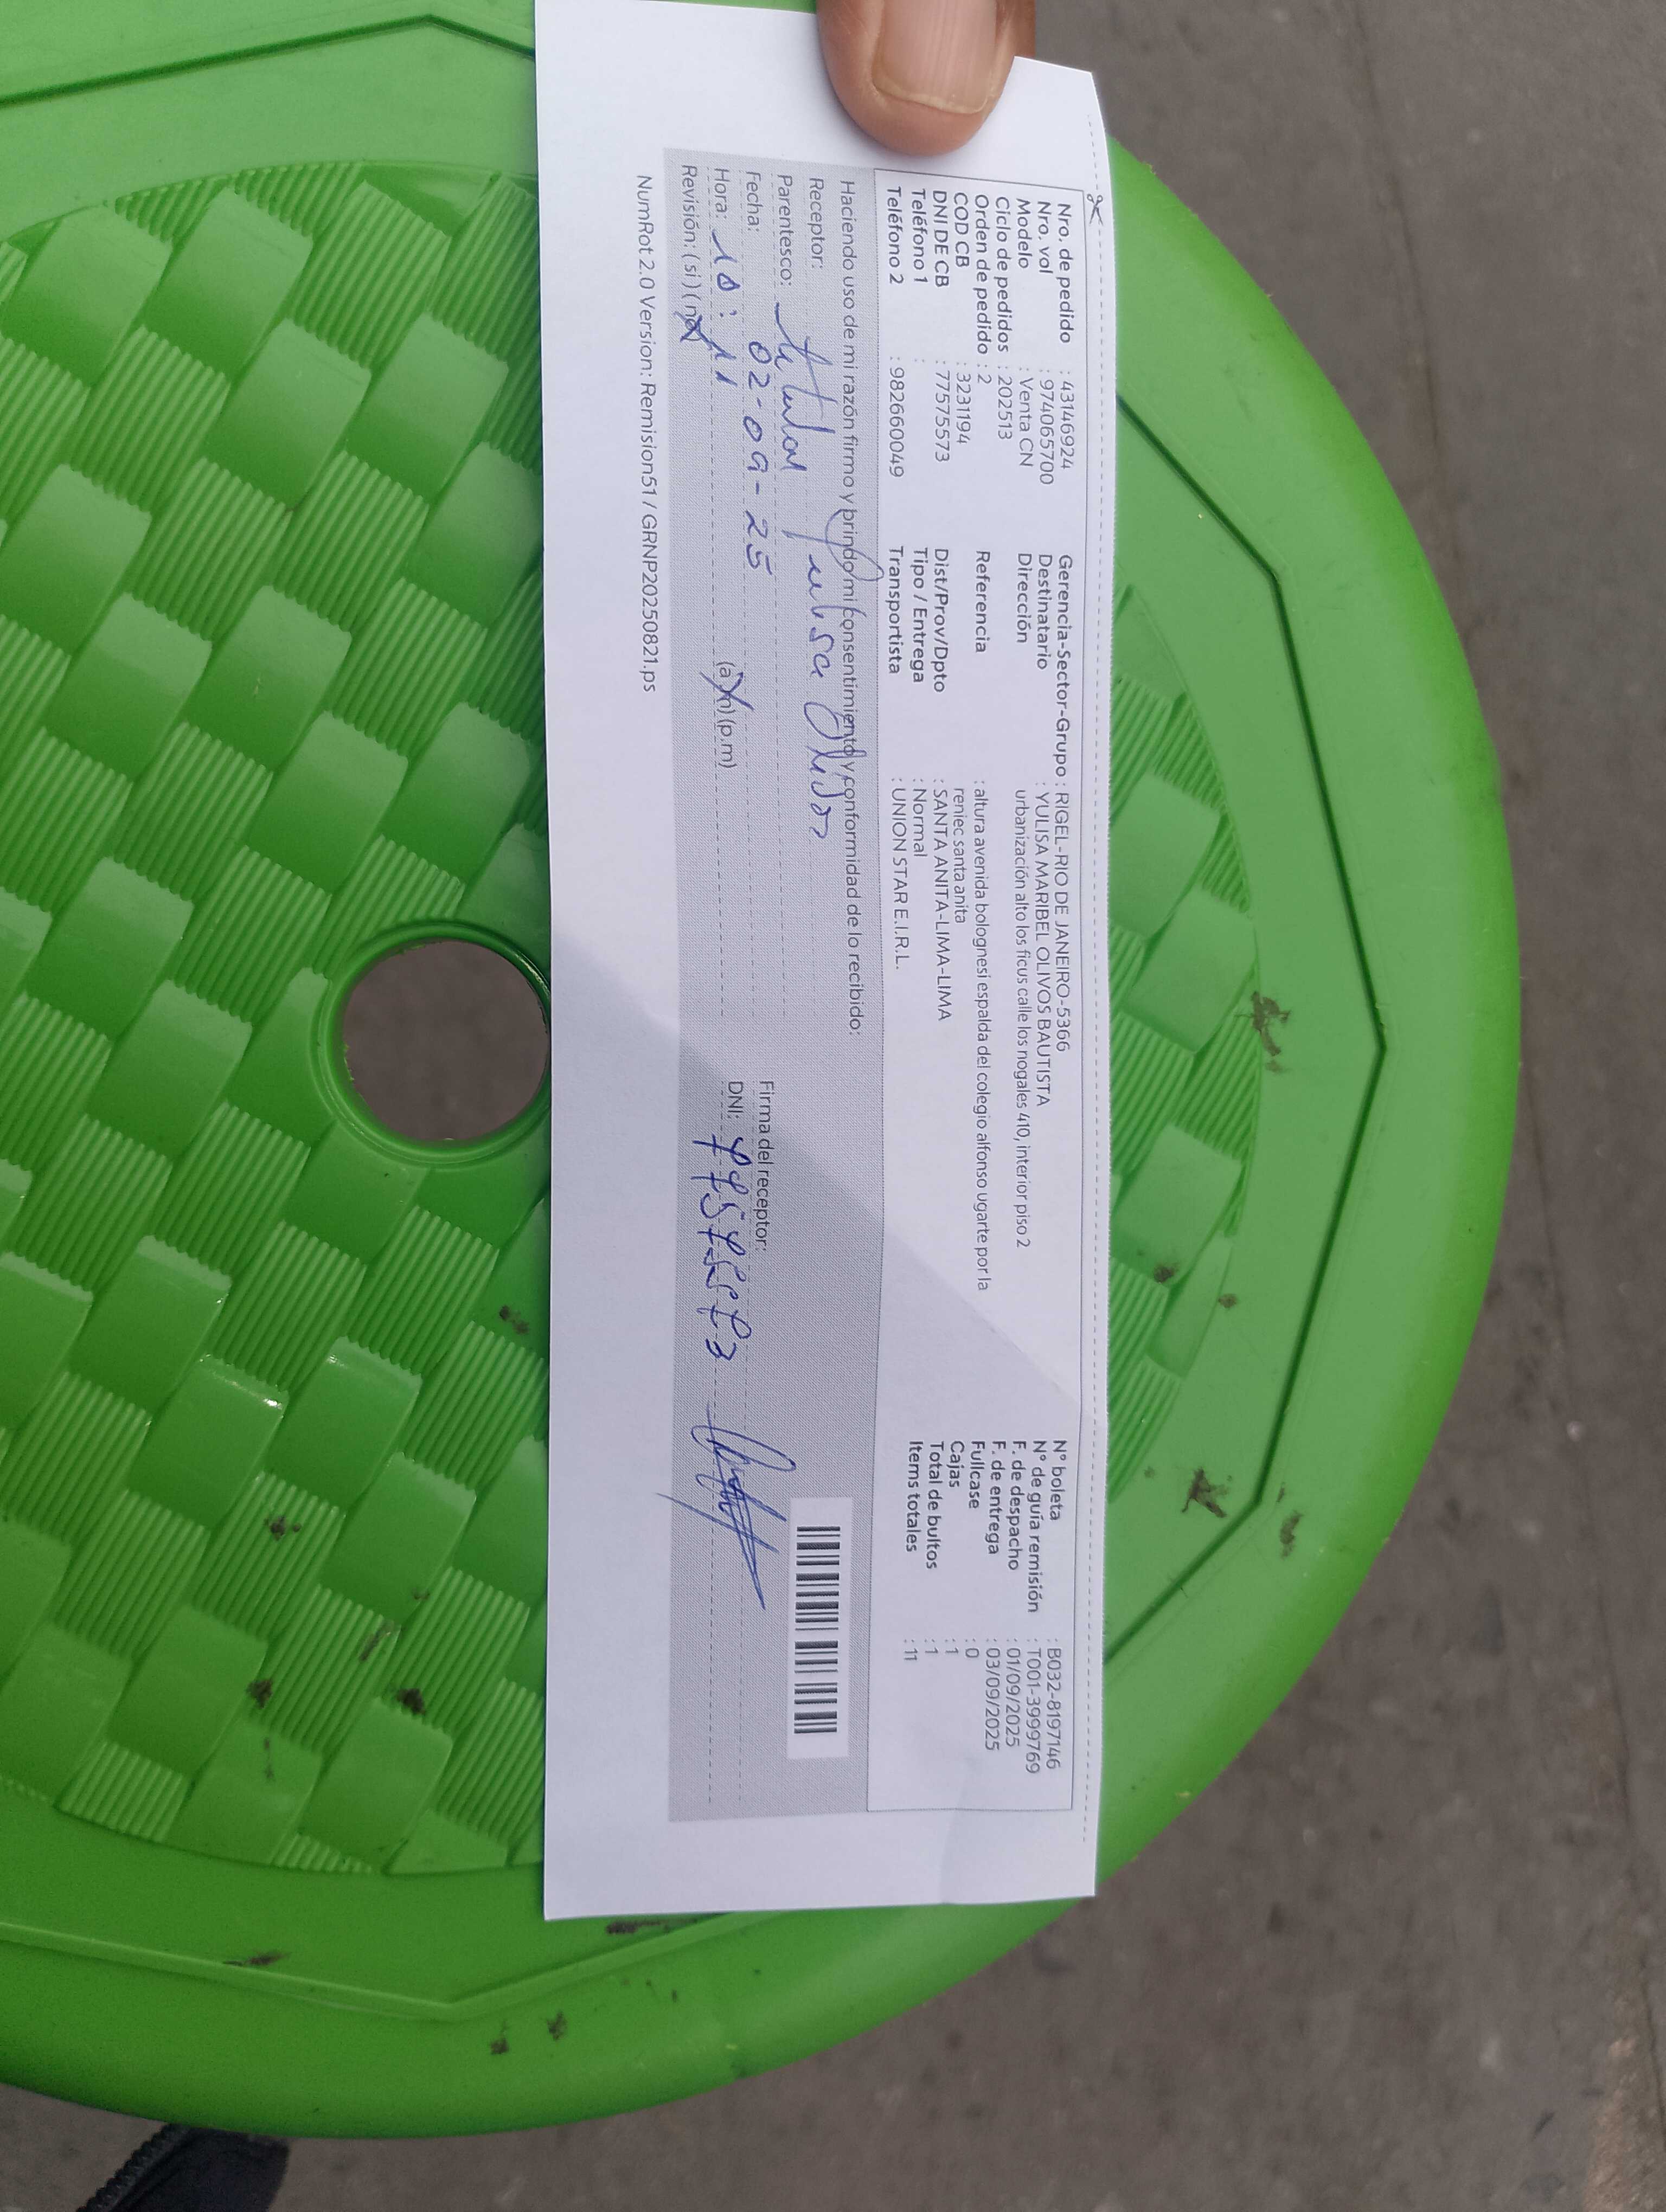 Nro. de pedido : 43146924
Nro. vol : 974065700
Modelo : Venta CN
Ciclo de pedidos : 202513
Orden de pedido : 2
COD CB : 3231194
DNI DE CB : 77575573
Teléfono 1 :
Teléfono 2 : 982660049
Gerencia-Sector-Grupo : RIGEL-RIO DE JANEIRO-5366
Destinatario : YULISA MARIBEL OLIVOS BAUTISTA
Dirección urbanización alto los ficus calle los nogales 410, interior piso 2
Referencia : altura avenida bolognesi espalda del colegio alfonso ugarte por la
reniec santa anita
Dist/Prov/Dpto : SANTA ANITA-LIMA-LIMA
Tipo / Entrega : Normal
Transportista : UNION STAR E.I.R.L.
N° boleta : B032-8197146
N° de guía remisión : T001-3999769
F. de despacho : 01/09/2025
F. de entrega : 03/09/2025
Fullcase : 0
Cajas : 1
Total de bultos : 1
Items totales : 11
Haciendo uso de mi razón firmo y brindo mi consentimiento y conformidad de lo recibido:
Receptor: Yulisa Olivos
Parentesco: titular
Fecha: 02-09-25
Hora: 10:11 (a.m) (p.m)
Revisión: (si) (no)
Firma del receptor:
DNI: 77575573
NumRot 2.0 Version: Remision51 / GRNP20250821.ps